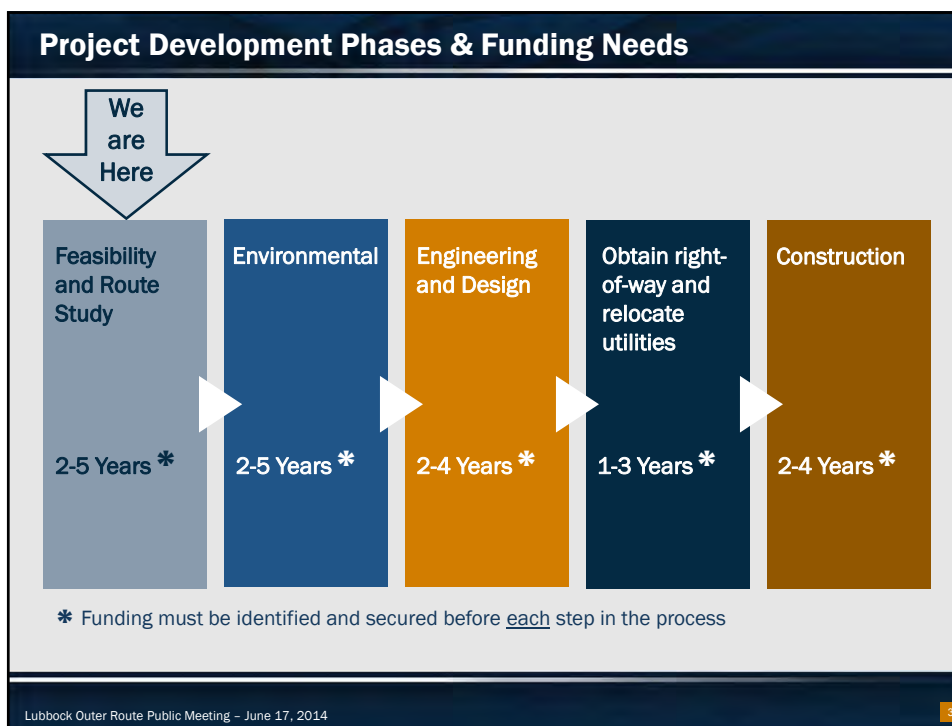 Project Development Phases & Funding Needs
We
are
Here
Feasibility
and Route
Study
2-5 Years *
Environmental
2-5 Years *
Engineering
and Design
2-4 Years *
Obtain right-
of-way and
relocate
utilities
1-3 Years *
Construction
2-4 Years *
* Funding must be identified and secured before each step in the process
Lubbock Outer Route Public Meeting – June 17, 2014
3